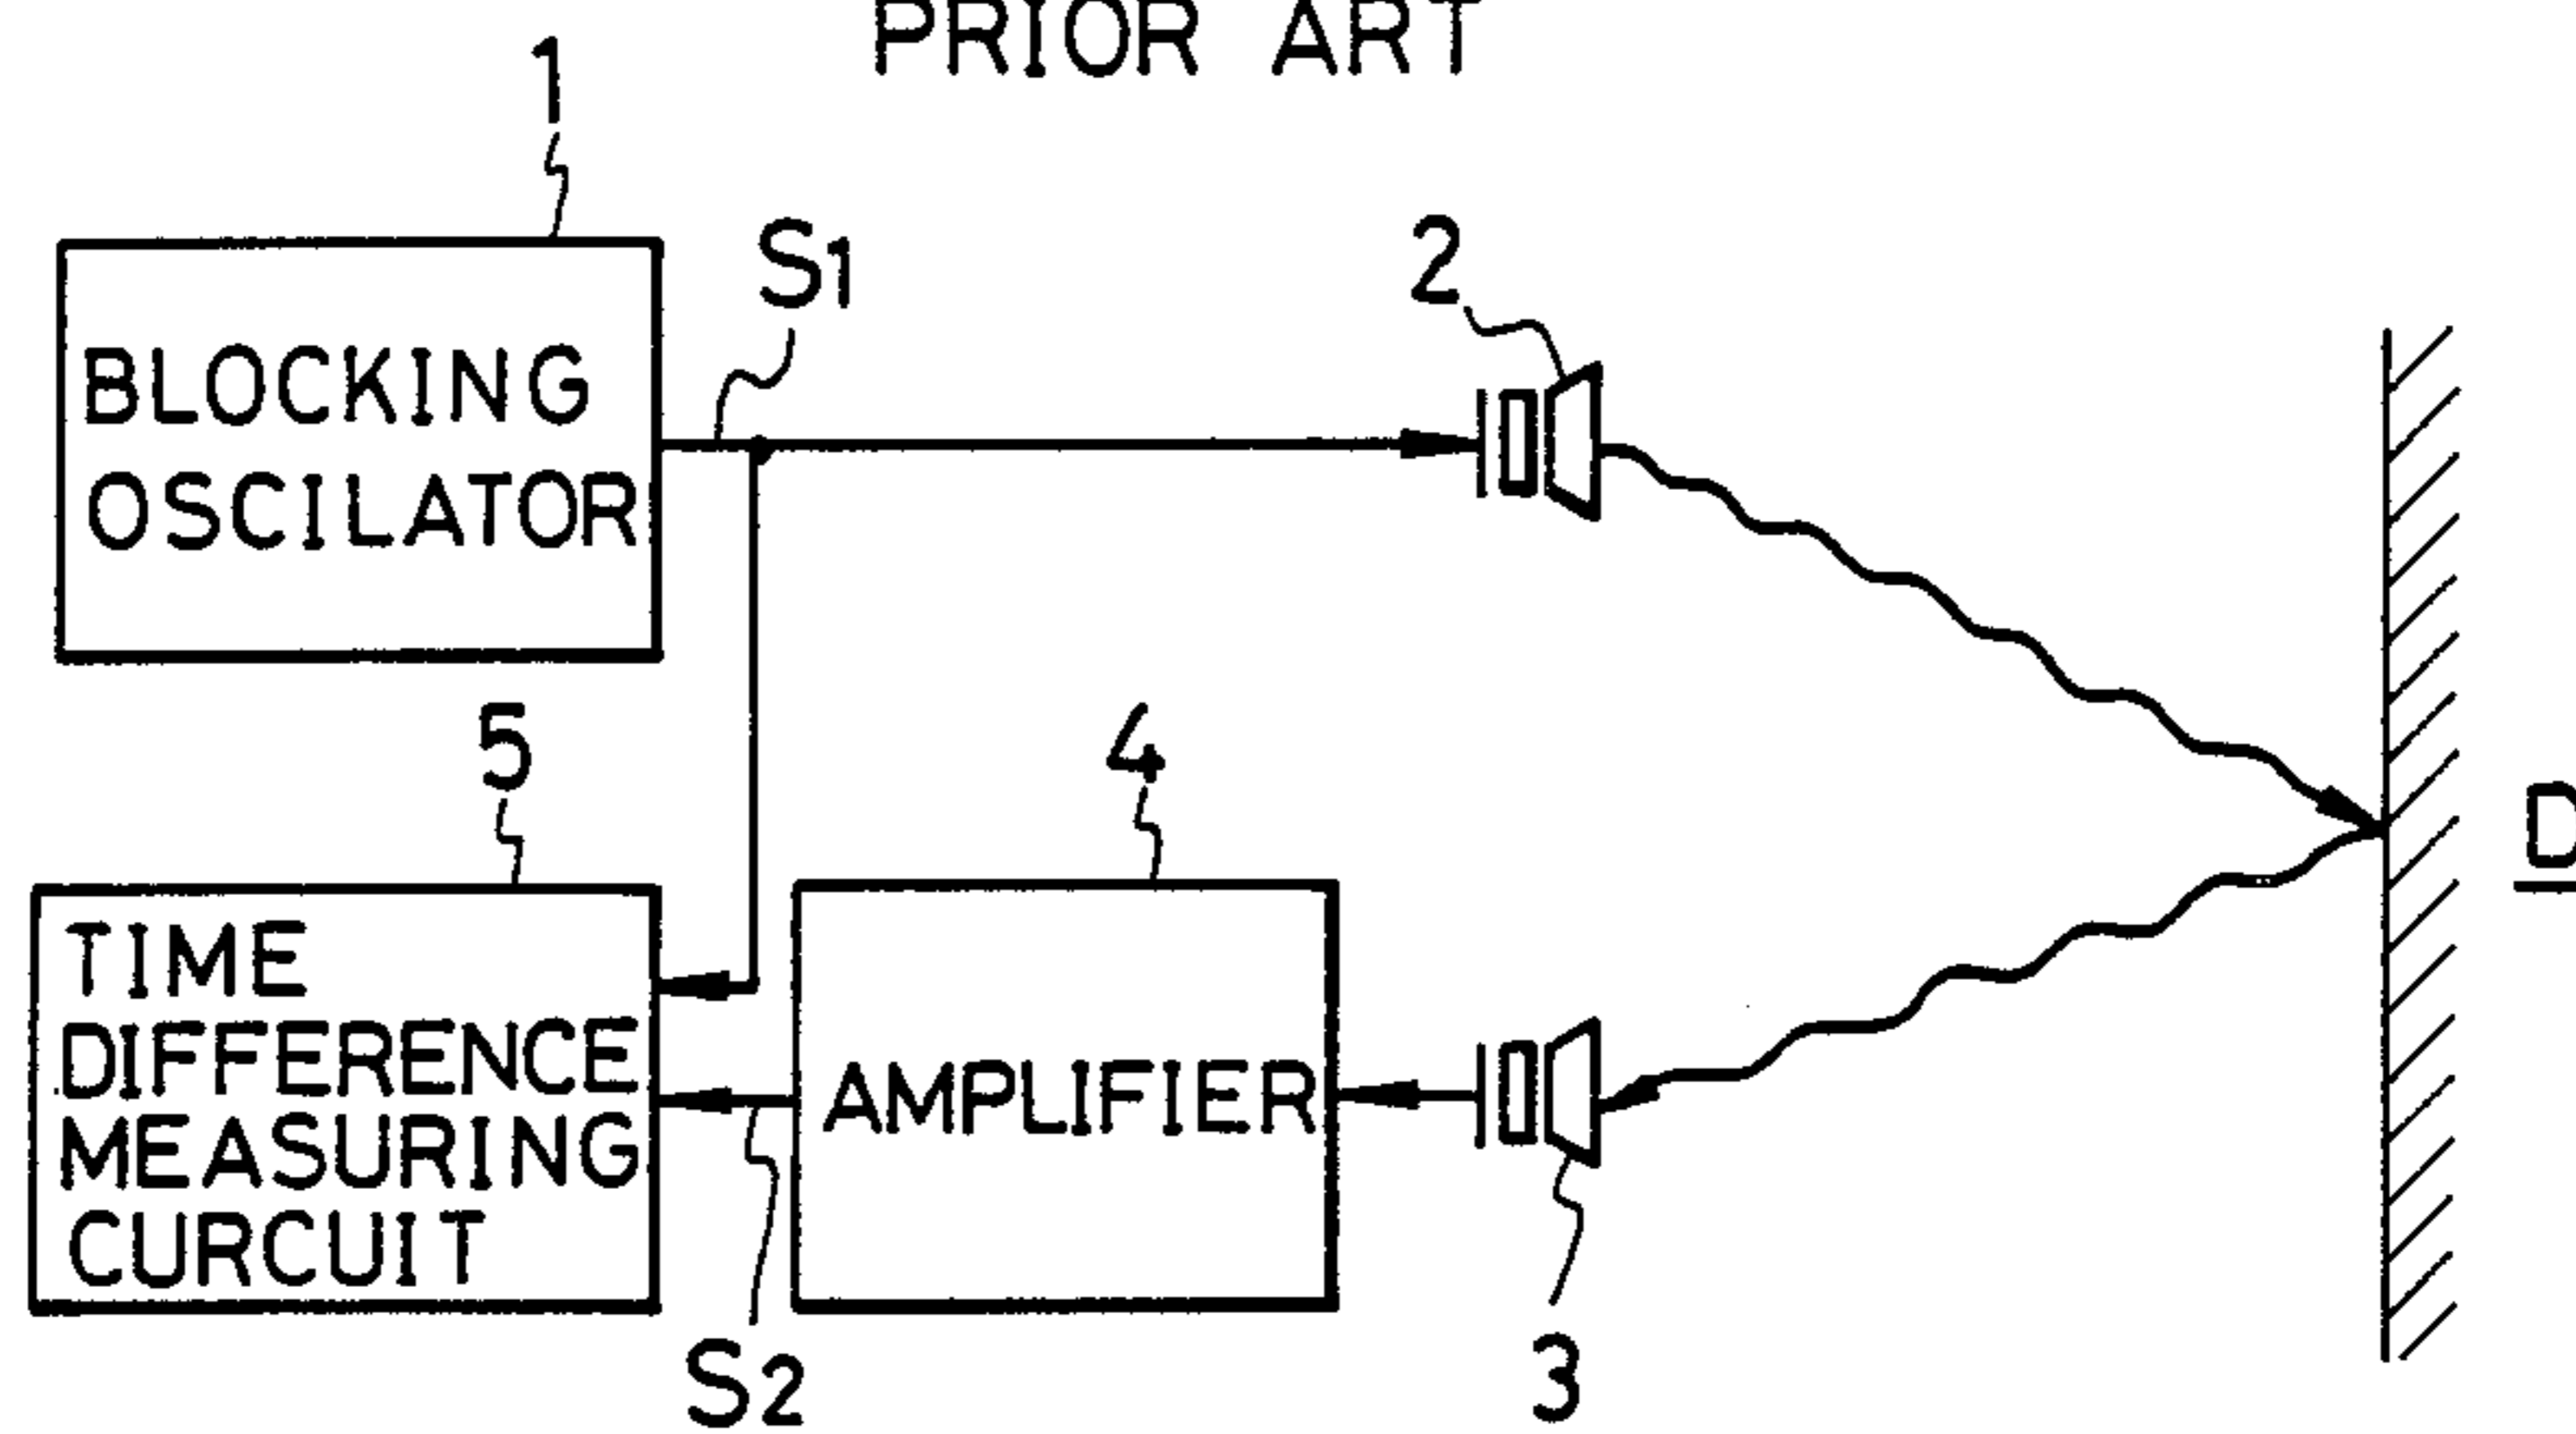 PRIOR ART
1
S1
2
BLOCKING
OSCILATOR
5
4
D
TIME
DIFFERENCE
MEASURING
CURCUIT
AMPLIFIER
S2
3